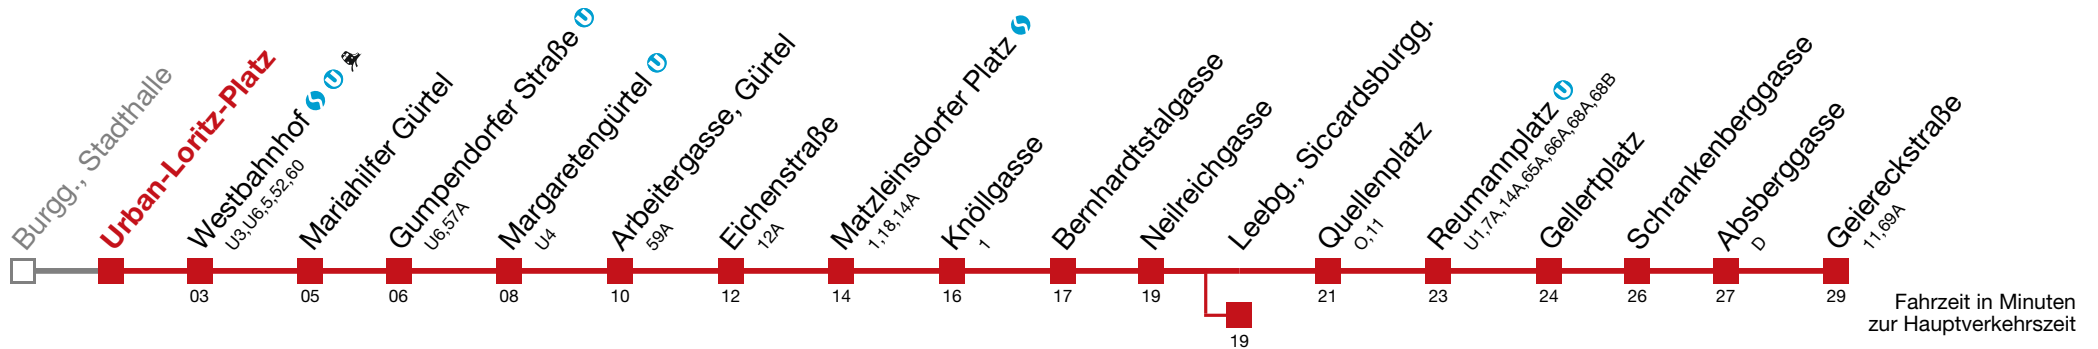 Burgg., Stadthalle
Urban-Loritz-Platz
Westbahnhof
U3,U6,5,52,60
Mariahilfer Gürtel
Gumpendorfer Straße
U6,57A
Margaretengürtel
U4
Arbeitergasse, Gürtel
59A
Eichenstraße
12A
Matzleinsdorfer Platz
1,18,14A
Knöllgasse
1
Bernhardtstalgasse
Neilreichgasse
Leebg., Siccardsburgg.
Quellenplatz
O,11
Reumannplatz
U1,7A,14A,65A,66A,68A,68B
Gellertplatz
Schrankenberggasse
Absberggasse
D
Geiereckstraße
11,69A
03 05 06 08 10 12 14 16 17 19 21 23 24 26 27 29
19
Fahrzeit in Minuten
zur Hauptverkehrszeit